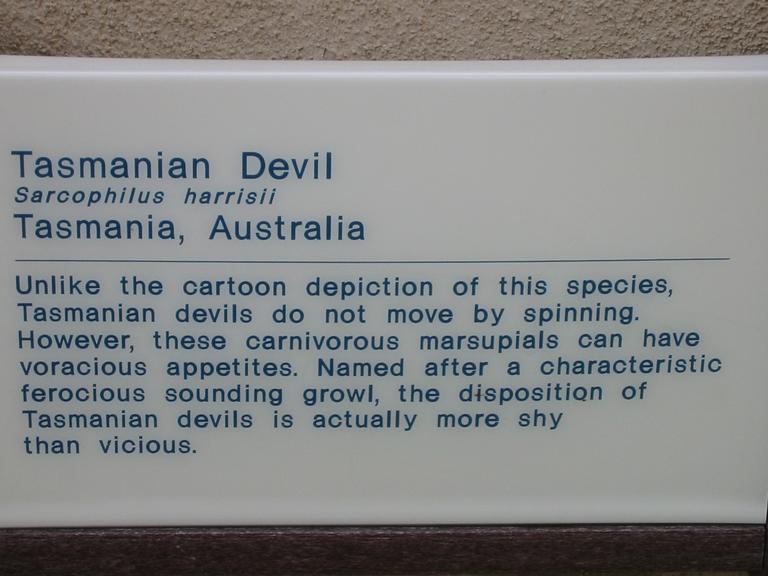 Tasmanian Devil
Sarcophilus harrisii
Tasmania, Australia
Unlike the cartoon depiction of this species,
Tasmanian devils do not move by spinning.
However, these carnivorous marsupials can have
voracious appetites. Named after a characteristic
ferocious sounding growl, the disposition of
Tasmanian devils is actually more shy
than vicious.